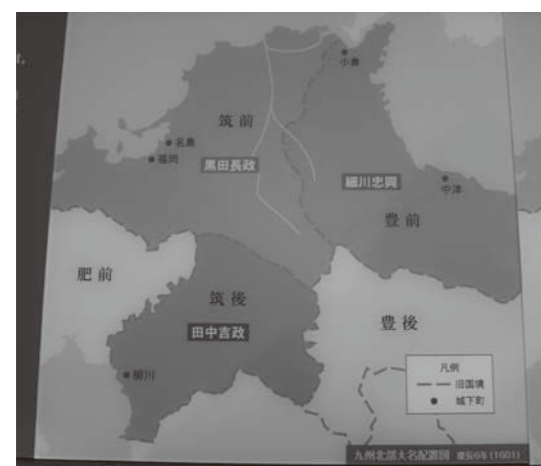 小倉
筑前
名島
福岡
黒田長政
細川忠興
中津
豊前
肥前
筑後
豊後
田中吉政
柳川
凡例
旧国境
城下町
九州北部大名配置図 慶長6年(1601)